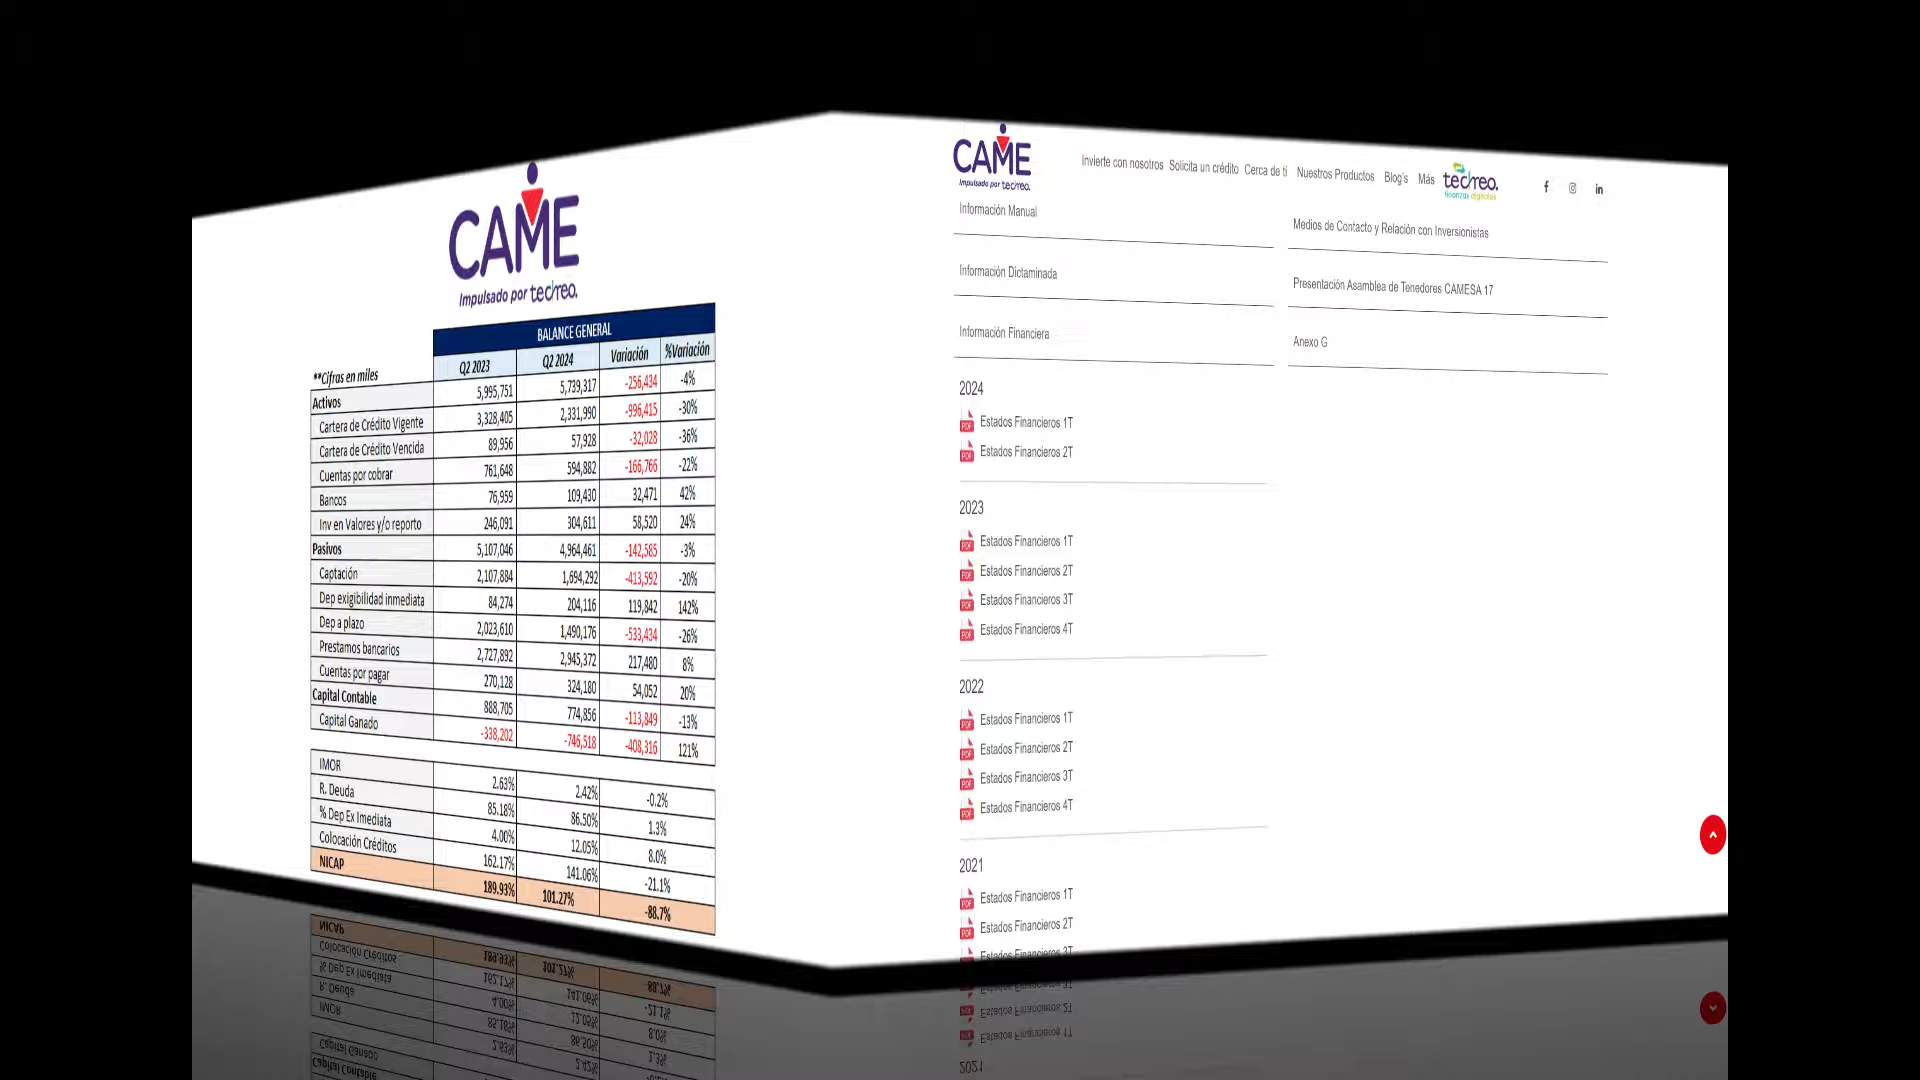 CAME
Impulsado por techreo.
BALANCE GENERAL
**Cifras en miles Q2 2023 Q2 2024 Variación %Variación
Activos 5,995,751 5,739,317 -256,434 -4%
Cartera de Crédito Vigente 3,328,405 2,331,990 -996,415 -30%
Cartera de Crédito Vencida 89,956 57,928 -32,028 -36%
Cuentas por cobrar 761,648 594,882 -166,766 -22%
Bancos 76,959 109,430 32,471 42%
Inv en Valores y/o reporto 246,091 304,611 58,520 24%
Pasivos 5,107,046 4,964,461 -142,585 -3%
Captación 2,107,884 1,694,292 -413,592 -20%
Dep exigibilidad inmediata 84,274 204,116 119,842 142%
Dep a plazo 2,023,610 1,490,176 -533,434 -26%
Prestamos bancarios 2,727,892 2,945,372 217,480 8%
Cuentas por pagar 270,128 324,180 54,052 20%
Capital Contable 888,705 774,856 -113,849 -13%
Capital Ganado -338,202 -746,518 -408,316 121%
IMOR 2.63% 2.42% -0.2%
R. Deuda 85.18% 86.50% 1.3%
% Dep Ex Imediata 4.00% 12.05% 8.0%
Colocación Créditos 162.17% 141.06% -21.1%
NICAP 189.93% 101.27% -88.7%
CAME
Impulsado por techreo.
Invierte con nosotros Solicita un crédito Cerca de ti Nuestros Productos Blog's Más techreo.
finanzas digitales
Información Manual
Información Dictaminada
Información Financiera
Medios de Contacto y Relación con Inversionistas
Presentación Asamblea de Tenedores CAMESA 17
Anexo G
2024
Estados Financieros 1T
Estados Financieros 2T
2023
Estados Financieros 1T
Estados Financieros 2T
Estados Financieros 3T
Estados Financieros 4T
2022
Estados Financieros 1T
Estados Financieros 2T
Estados Financieros 3T
Estados Financieros 4T
2021
Estados Financieros 1T
Estados Financieros 2T
Estados Financieros 3T